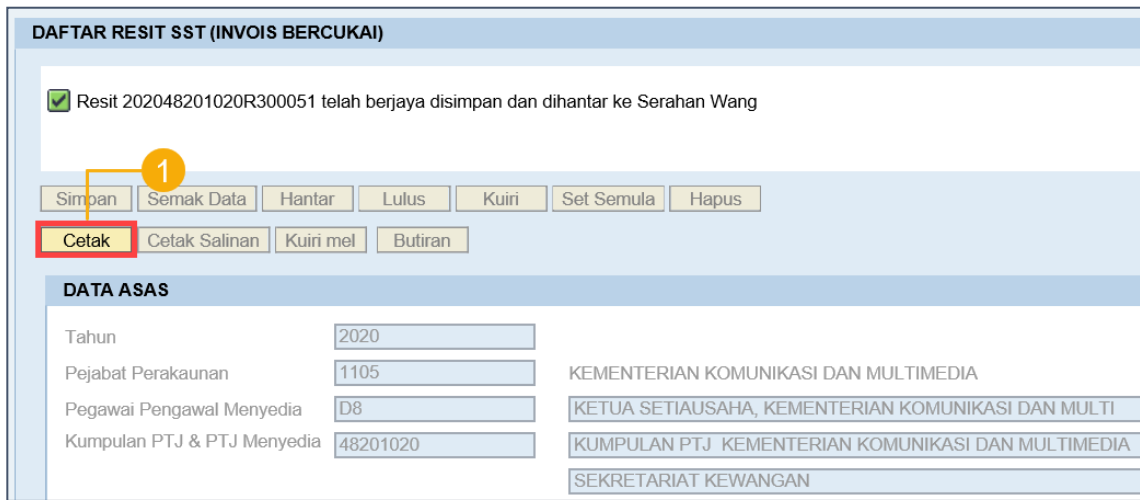 DAFTAR RESIT SST (INVOIS BERCUKAI)
Resit 202048201020R300051 telah berjaya disimpan dan dihantar ke Serahan Wang
1
Simpan Semak Data Hantar Lulus Kuiri Set Semula Hapus
Cetak Cetak Salinan Kuiri mel Butiran
DATA ASAS
Tahun 2020
Pejabat Perakaunan 1105 KEMENTERIAN KOMUNIKASI DAN MULTIMEDIA
Pegawai Pengawal Menyedia D8 KETUA SETIAUSAHA, KEMENTERIAN KOMUNIKASI DAN MULTI
Kumpulan PTJ & PTJ Menyedia 48201020 KUMPULAN PTJ KEMENTERIAN KOMUNIKASI DAN MULTIMEDIA
SEKRETARIAT KEWANGAN